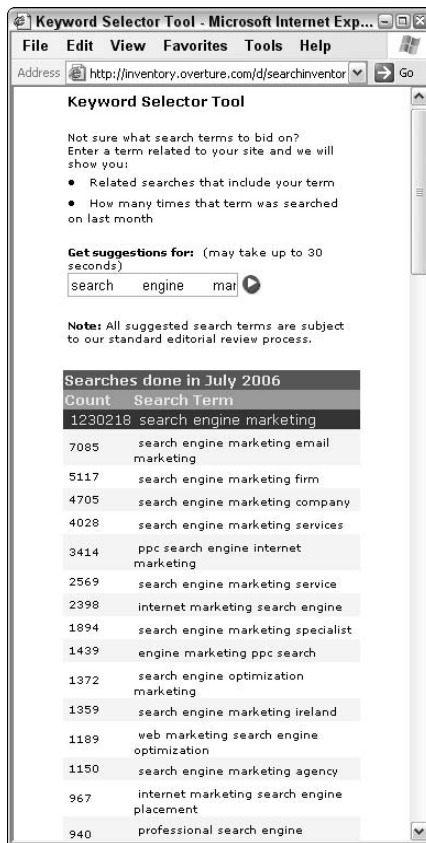 Keyword Selector Tool - Microsoft Internet Exp...
File Edit View Favorites Tools Help
Address http://inventory.overture.com/d/searchinventor Go
Keyword Selector Tool
Not sure what search terms to bid on?
Enter a term related to your site and we will
show you:
• Related searches that include your term
• How many times that term was searched
on last month
Get suggestions for: (may take up to 30
seconds)
search engine mar
Note: All suggested search terms are subject
to our standard editorial review process.
Searches done in July 2006
Count Search Term
1230218 search engine marketing
7085 search engine marketing email
marketing
5117 search engine marketing firm
4705 search engine marketing company
4028 search engine marketing services
3414 ppc search engine internet
marketing
2569 search engine marketing service
2398 internet marketing search engine
1894 search engine marketing specialist
1439 engine marketing ppc search
1372 search engine optimization
marketing
1359 search engine marketing ireland
1189 web marketing search engine
optimization
1150 search engine marketing agency
967 internet marketing search engine
placement
940 professional search engine